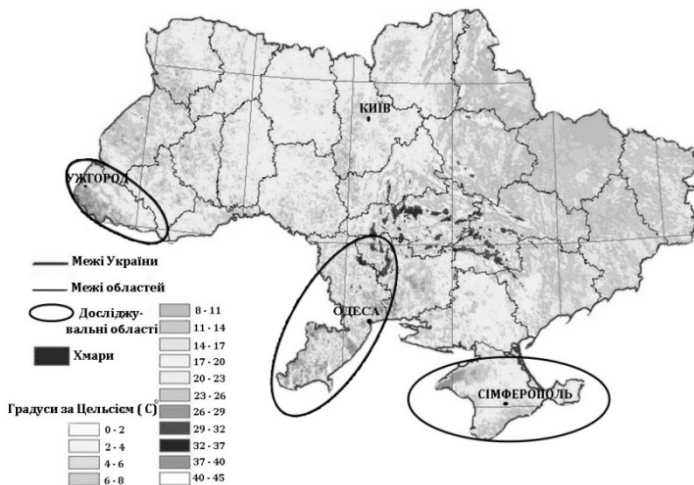 КИЇВ
УЖГОРОД
ОДЕСА
СІМФЕРОПОЛЬ
Межі України
Межі областей
Досліджу-
вальні області
Хмари
Градуси за Цельсієм ( С)°
0 - 2
2 - 4
4 - 6
6 - 8
8 - 11
11 - 14
14 - 17
17 - 20
20 - 23
23 - 26
26 - 29
29 - 32
32 - 37
37 - 40
40 - 45